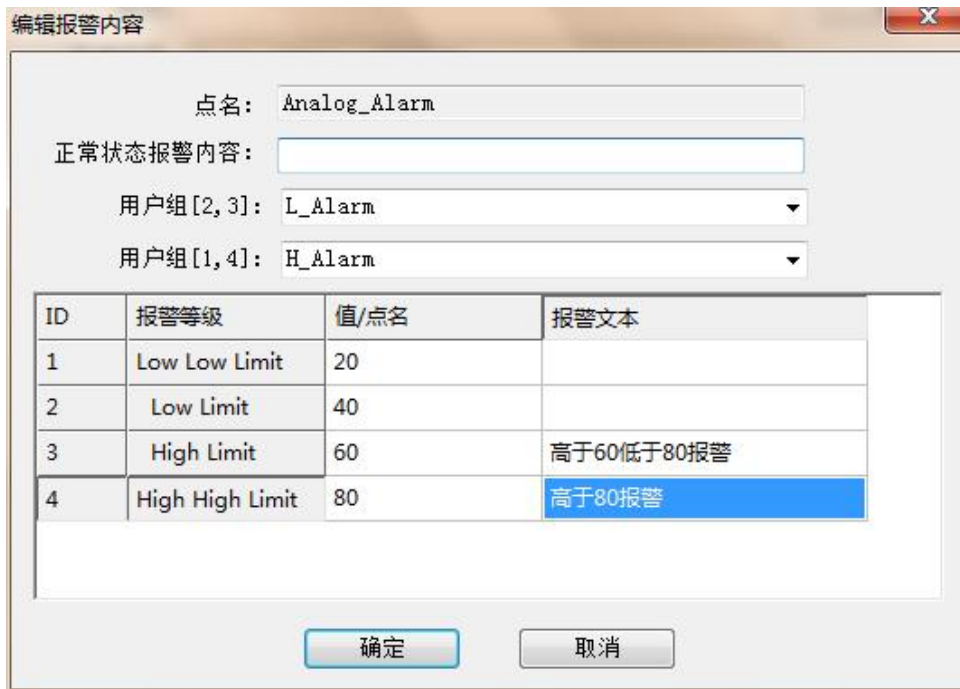 编辑报警内容
点名: Analog_Alarm
正常状态报警内容:
用户组[2,3]: L_Alarm
用户组[1,4]: H_Alarm
ID 报警等级 值/点名 报警文本
1 Low Low Limit 20
2 Low Limit 40
3 High Limit 60 高于60低于80报警
4 High High Limit 80 高于80报警
确定 取消